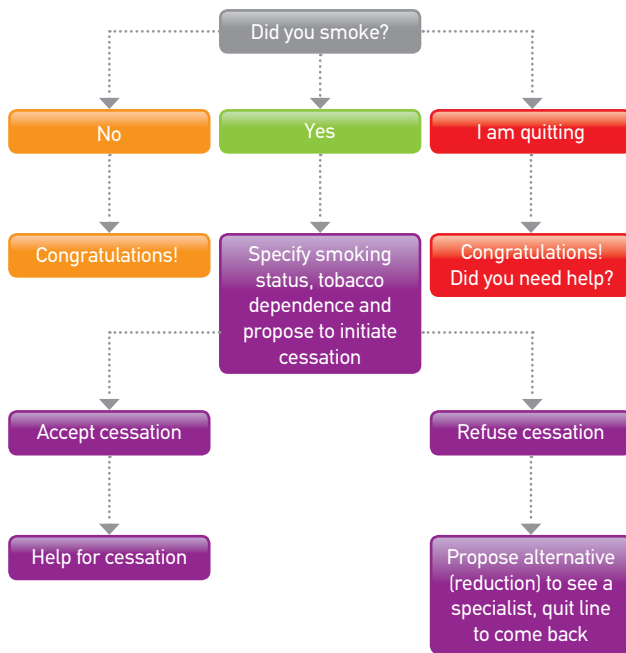 Did you smoke?
No
Yes
I am quitting
Congratulations!
Specify smoking
status, tobacco
dependence and
propose to initiate
cessation
Congratulations!
Did you need help?
Accept cessation
Refuse cessation
Help for cessation
Propose alternative
(reduction) to see a
specialist, quit line
to come back